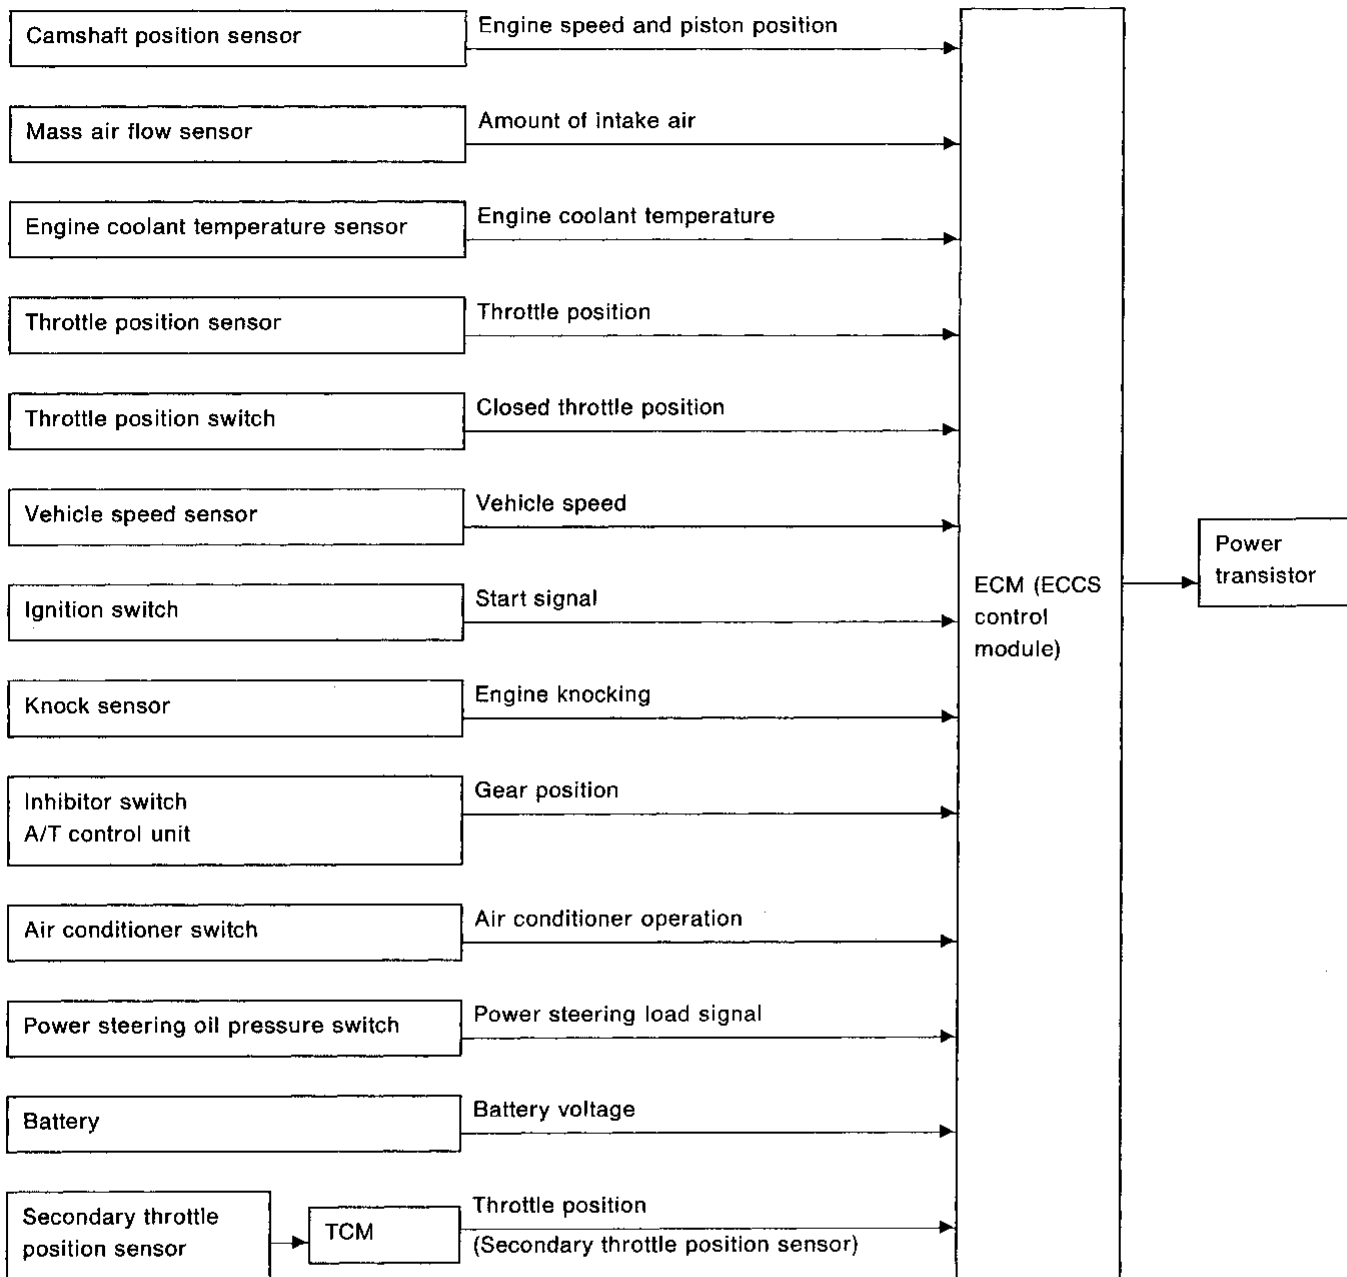 Camshaft position sensor
Engine speed and piston position
Mass air flow sensor
Amount of intake air
Engine coolant temperature sensor
Engine coolant temperature
Throttle position sensor
Throttle position
Throttle position switch
Closed throttle position
Vehicle speed sensor
Vehicle speed
Ignition switch
Start signal
Knock sensor
Engine knocking
Inhibitor switch
A/T control unit
Gear position
Air conditioner switch
Air conditioner operation
Power steering oil pressure switch
Power steering load signal
Battery
Battery voltage
Secondary throttle
position sensor
TCM
Throttle position
(Secondary throttle position sensor)
ECM (ECCS
control
module)
Power
transistor